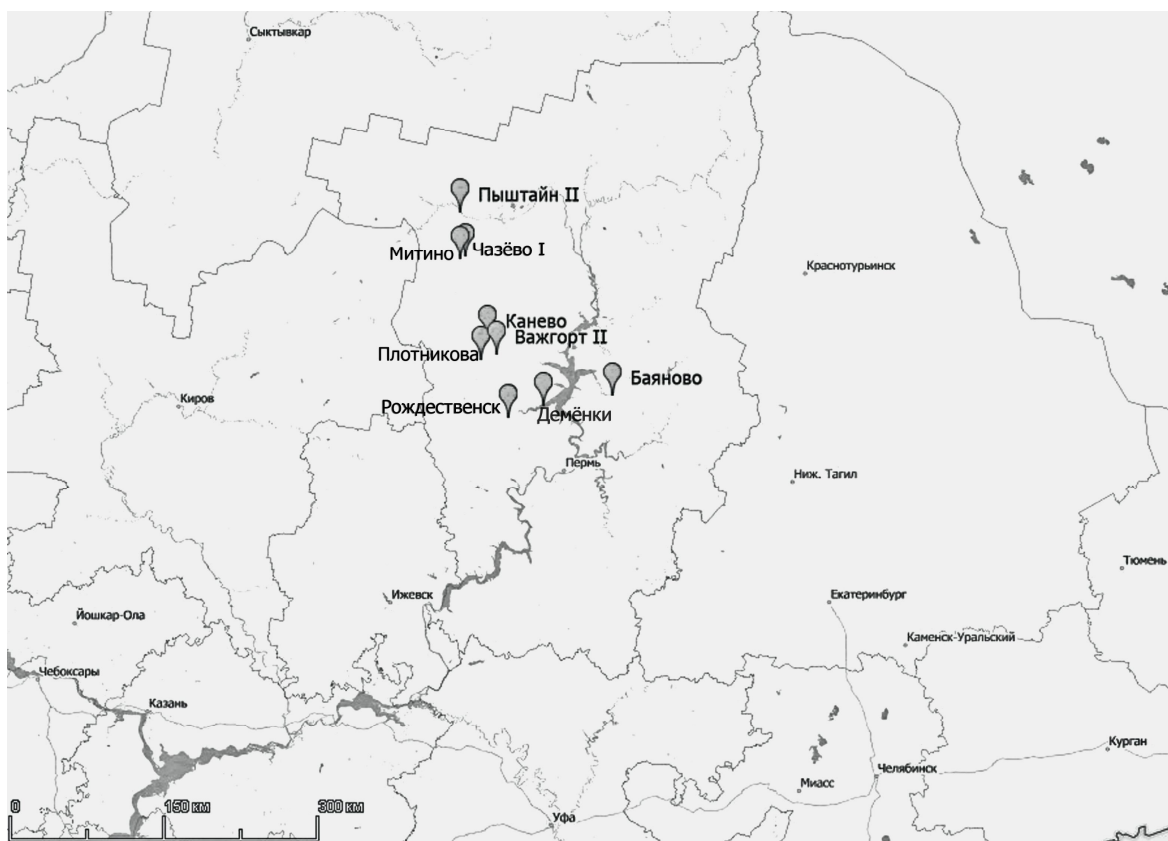 Сыктывкар
Пыштайн II
Митино
Чазёво I
Краснотурьинск
Канево
Важгорт II
Плотникова
Баяново
Киров
Рождественск
Демёнки
Пермь
Ниж. Тагил
Тюмень
Ижевск
Екатеринбург
Йошкар-Ола
Каменск-Уральский
Чебоксары
Казань
Курган
Челябинск
Миасс
0 150 км 300 км
Уфа